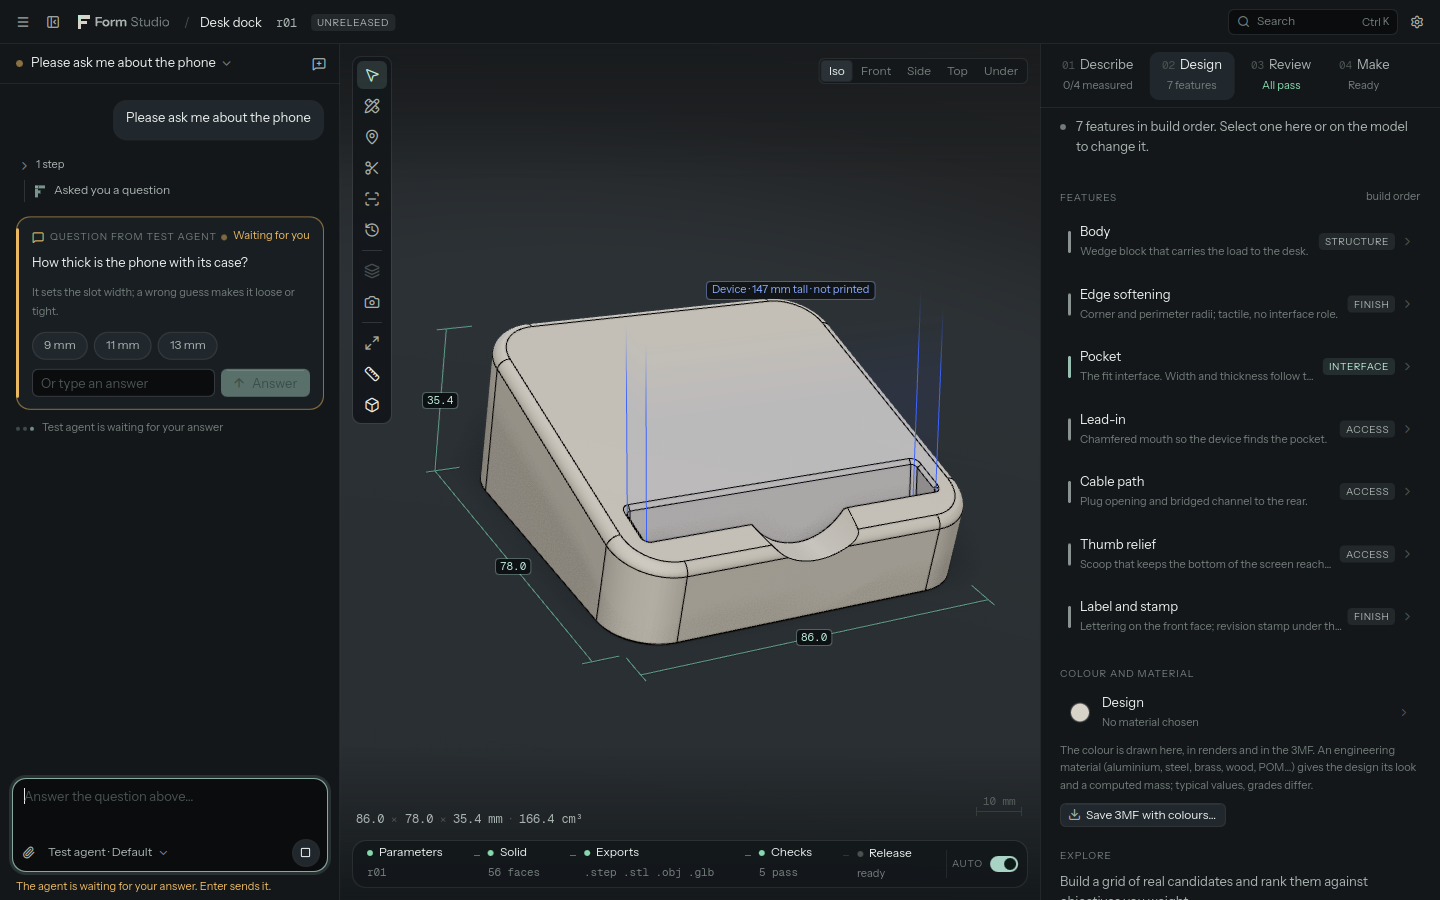 Form Studio / Desk dock r01 UNRELEASED
Search Ctrl K
Please ask me about the phone
Please ask me about the phone
1 step
Asked you a question
QUESTION FROM TEST AGENT Waiting for you
How thick is the phone with its case?
It sets the slot width; a wrong guess makes it loose or
tight.
9 mm 11 mm 13 mm
Or type an answer Answer
Test agent is waiting for your answer
Answer the question above...
Test agent · Default
The agent is waiting for your answer. Enter sends it.
Iso Front Side Top Under
Device · 147 mm tall · not printed
35.4
78.0
86.0
10 mm
86.0 × 78.0 × 35.4 mm · 166.4 cm³
Parameters Solid Exports Checks Release
r01 56 faces .step .stl .obj .glb 5 pass ready
AUTO
01 Describe 02 Design 03 Review 04 Make
0/4 measured 7 features All pass Ready
7 features in build order. Select one here or on the model
to change it.
FEATURES build order
Body
Wedge block that carries the load to the desk. STRUCTURE
Edge softening
Corner and perimeter radii; tactile, no interface role. FINISH
Pocket
The fit interface. Width and thickness follow t... INTERFACE
Lead-in
Chamfered mouth so the device finds the pocket. ACCESS
Cable path
Plug opening and bridged channel to the rear. ACCESS
Thumb relief
Scoop that keeps the bottom of the screen reach... ACCESS
Label and stamp
Lettering on the front face; revision stamp under th... FINISH
COLOUR AND MATERIAL
Design
No material chosen
The colour is drawn here, in renders and in the 3MF. An engineering
material (aluminium, steel, brass, wood, POM...) gives the design its look
and a computed mass; typical values, grades differ.
Save 3MF with colours...
EXPLORE
Build a grid of real candidates and rank them against